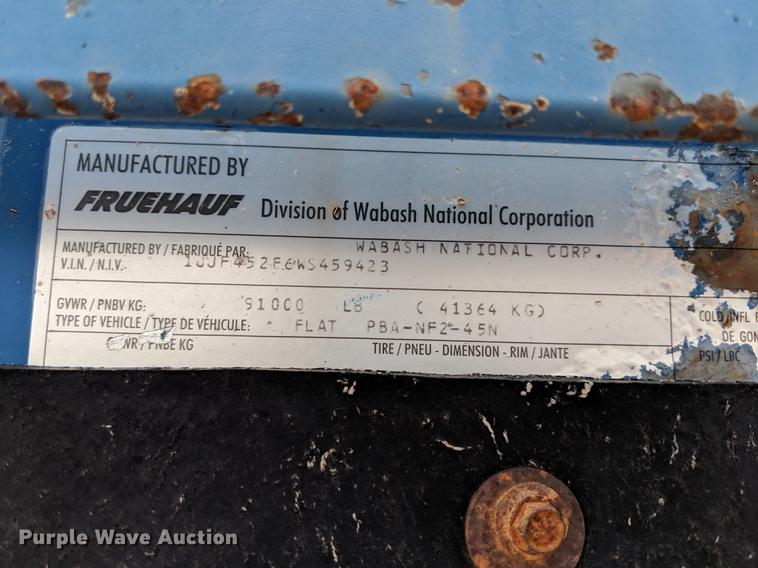 MANUFACTURED BY
FRUEHAUF Division of Wabash National Corporation
MANUFACTURED BY / FABRIQUÉ PAR: WABASH NATIONAL CORP.
V.I.N. / N.I.V. 1JJF452F6WS459423
GVWR / PNBV KG: 91000 LB ( 41364 KG)
TYPE OF VEHICLE / TYPE DE VÉHICULE: FLAT PBA-NF2-45N
COLD INFL
DE GON
GWR / PNBE KG TIRE / PNEU - DIMENSION - RIM / JANTE PSI / LPC
Purple Wave Auction